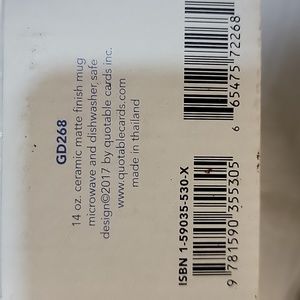 GD268
14 oz. ceramic matte finish mug
microwave and dishwasher safe
design©2017 by quotable cards inc.
www.quotablecards.com
made in thailand
6 65475 72268
ISBN 1-59035-530-X
9 781590 355305